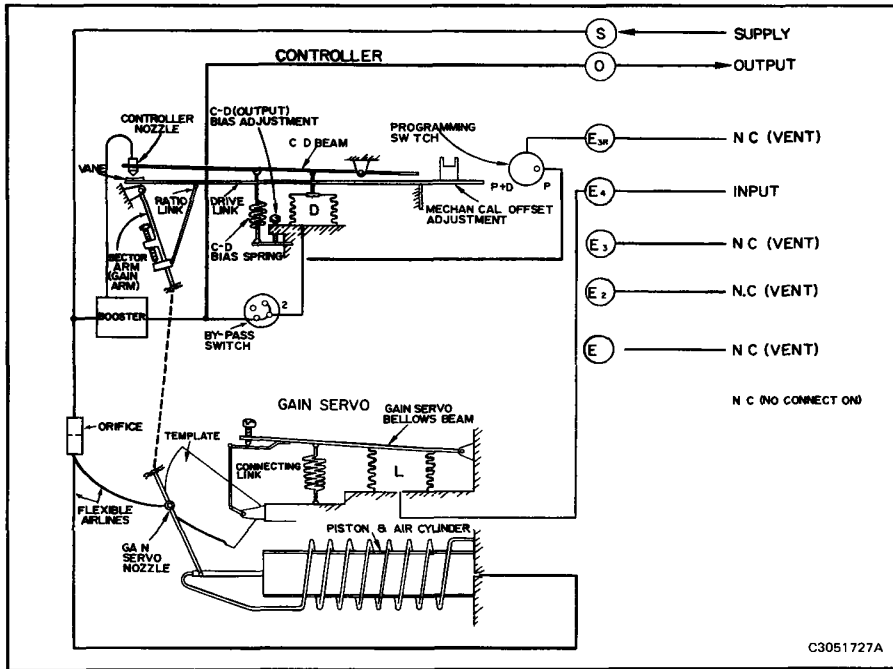 CONTROLLER
S
SUPPLY
O
OUTPUT
CONTROLLER
NOZZLE
C-D (OUTPUT)
BIAS ADJUSTMENT
C D BEAM
PROGRAMMING
SW TCH
E3R
N C (VENT)
VANE
P+D
P
E4
INPUT
RATIO
LINK
DRIVE
LINK
D
MECHAN CAL OFFSET
ADJUSTMENT
C-D
BIAS SPRING
SECTOR
ARM
(GAIN
ARM)
E3
N C (VENT)
E2
N.C (VENT)
BOOSTER
2
BY-PASS
SWITCH
E
N C (VENT)
N C (NO CONNECT ON)
GAIN SERVO
GAIN SERVO
BELLOWS BEAM
ORIFICE
TEMPLATE
CONNECTING
LINK
L
FLEXIBLE
AIRLINES
GA N
SERVO
NOZZLE
PISTON & AIR CYLINDER
C3051727A